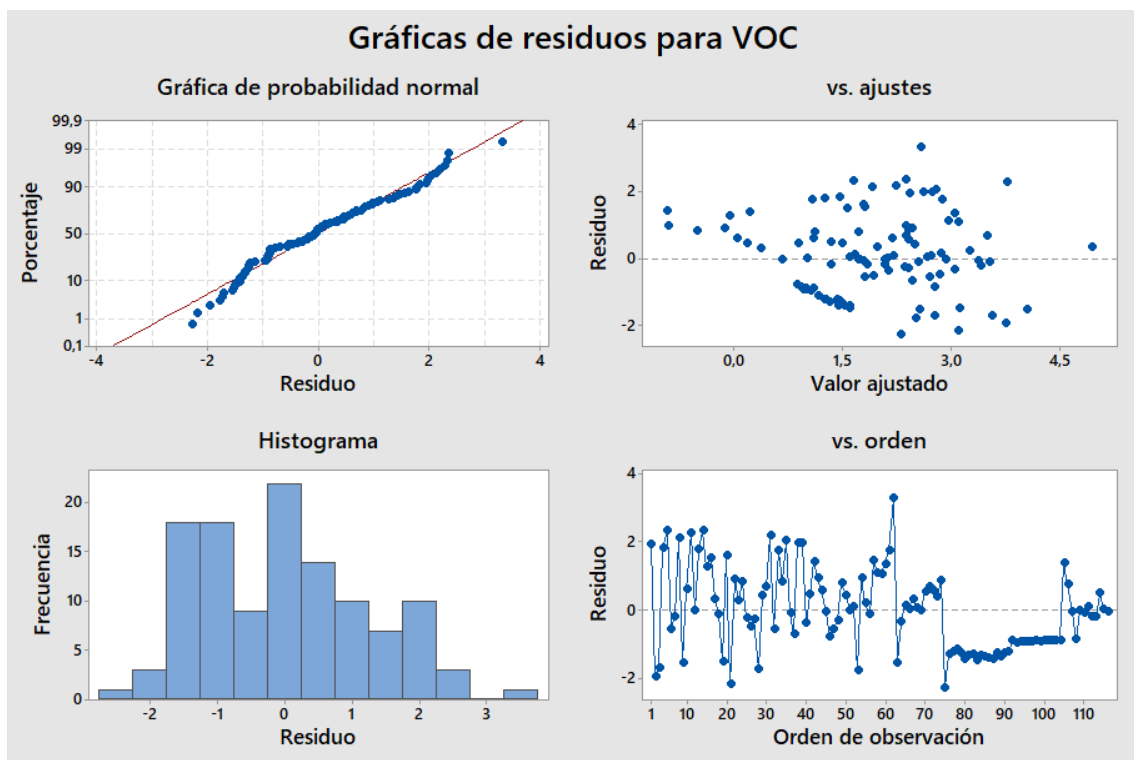 Gráficas de residuos para VOC
Gráfica de probabilidad normal
99,9
99
90
50
10
1
0,1
Porcentaje
-4 -2 0 2 4
Residuo
vs. ajustes
4
2
0
-2
Residuo
0,0 1,5 3,0 4,5
Valor ajustado
Histograma
20
15
10
5
0
Frecuencia
-2 -1 0 1 2 3
Residuo
vs. orden
4
2
0
-2
Residuo
1 10 20 30 40 50 60 70 80 90 100 110
Orden de observación